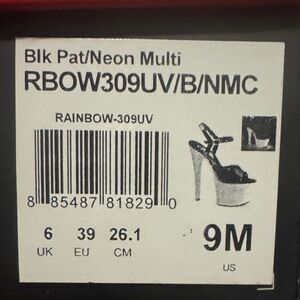 Blk Pat/Neon Multi
RBOW309UV/B/NMC
RAINBOW-309UV
8 85487 81829 0
6 39 26.1 9M
UK EU CM US